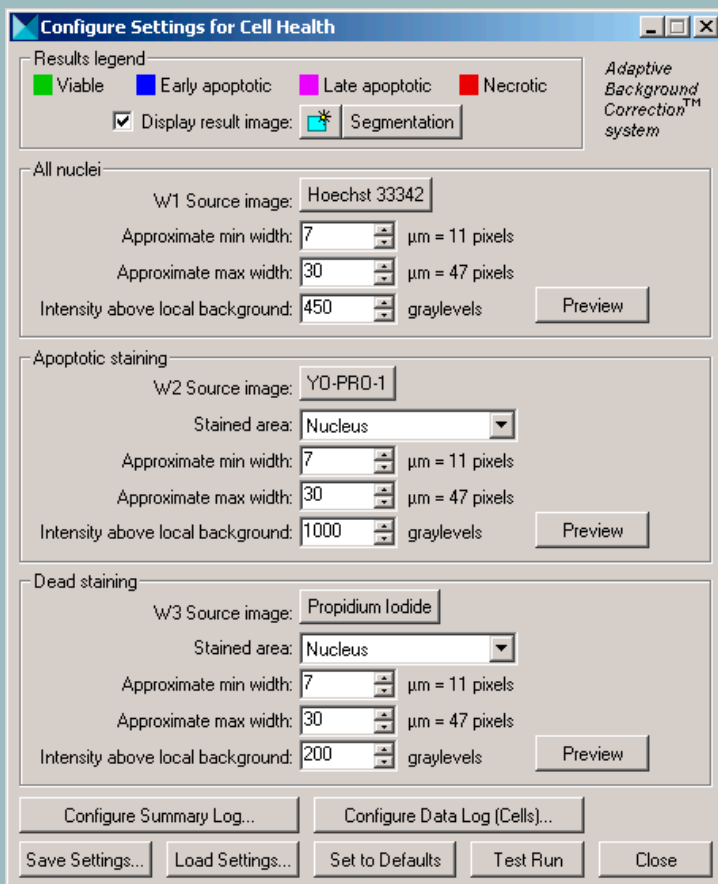 Configure Settings for Cell Health
Results legend
Viable Early apoptotic Late apoptotic Necrotic
Display result image: Segmentation
Adaptive
Background
Correction™
system
All nuclei
W1 Source image: Hoechst 33342
Approximate min width: 7 µm = 11 pixels
Approximate max width: 30 µm = 47 pixels
Intensity above local background: 450 graylevels Preview
Apoptotic staining
W2 Source image: YO-PRO-1
Stained area: Nucleus
Approximate min width: 7 µm = 11 pixels
Approximate max width: 30 µm = 47 pixels
Intensity above local background: 1000 graylevels Preview
Dead staining
W3 Source image: Propidium Iodide
Stained area: Nucleus
Approximate min width: 7 µm = 11 pixels
Approximate max width: 30 µm = 47 pixels
Intensity above local background: 200 graylevels Preview
Configure Summary Log... Configure Data Log (Cells)...
Save Settings... Load Settings... Set to Defaults Test Run Close